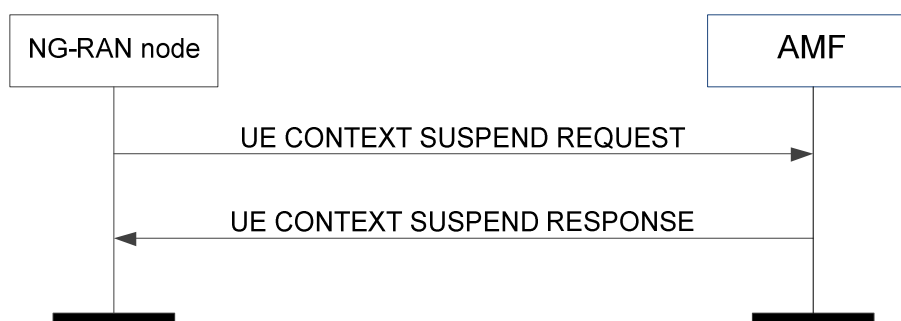 NG-RAN node
AMF
UE CONTEXT SUSPEND REQUEST
UE CONTEXT SUSPEND RESPONSE